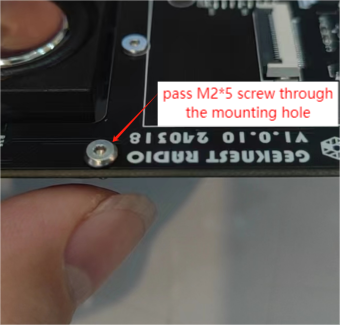 pass M2*5 screw through
the mounting hole
V1.0.10 240518
GEEKNEST RADIO